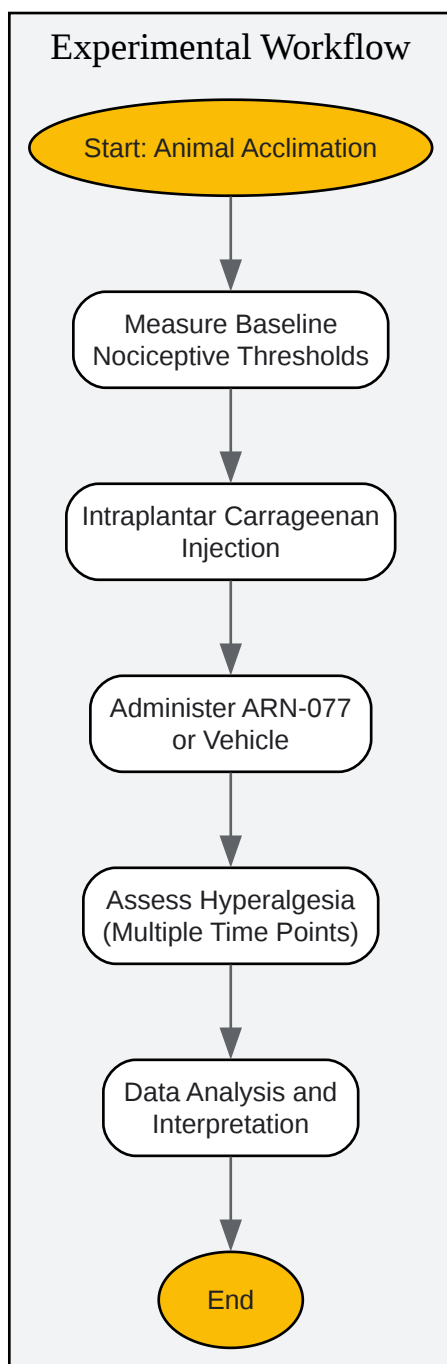 Experimental Workflow
Start: Animal Acclimation
Measure Baseline
Nociceptive Thresholds
Intraplantar Carrageenan
Injection
Administer ARN-077
or Vehicle
Assess Hyperalgesia
(Multiple Time Points)
Data Analysis and
Interpretation
End